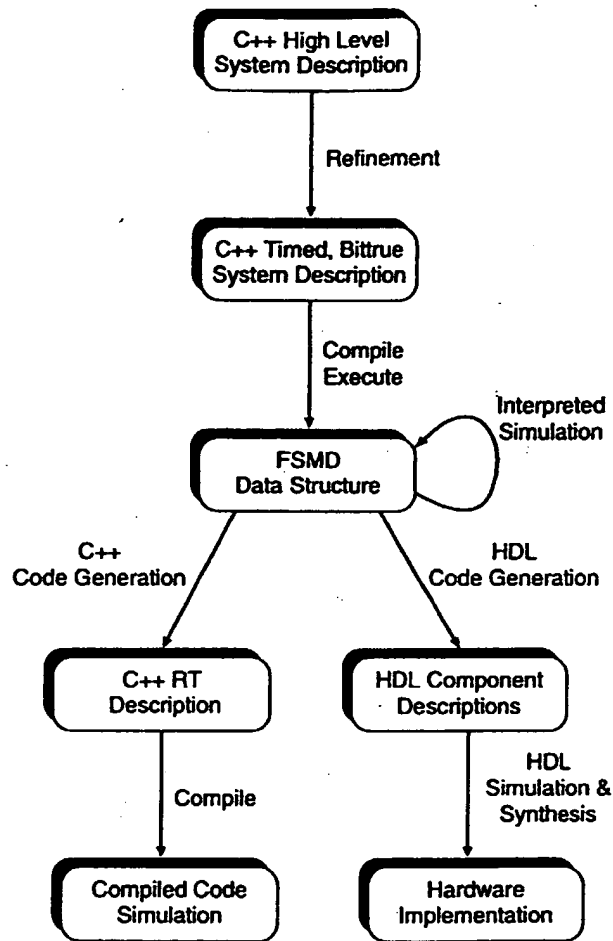 C++ High Level
System Description
Refinement
C++ Timed, Bittrue
System Description
Compile
Execute
Interpreted
Simulation
FSMD
Data Structure
C++
Code Generation
HDL
Code Generation
C++ RT
Description
HDL Component
Descriptions
Compile
HDL
Simulation &
Synthesis
Compiled Code
Simulation
Hardware
Implementation